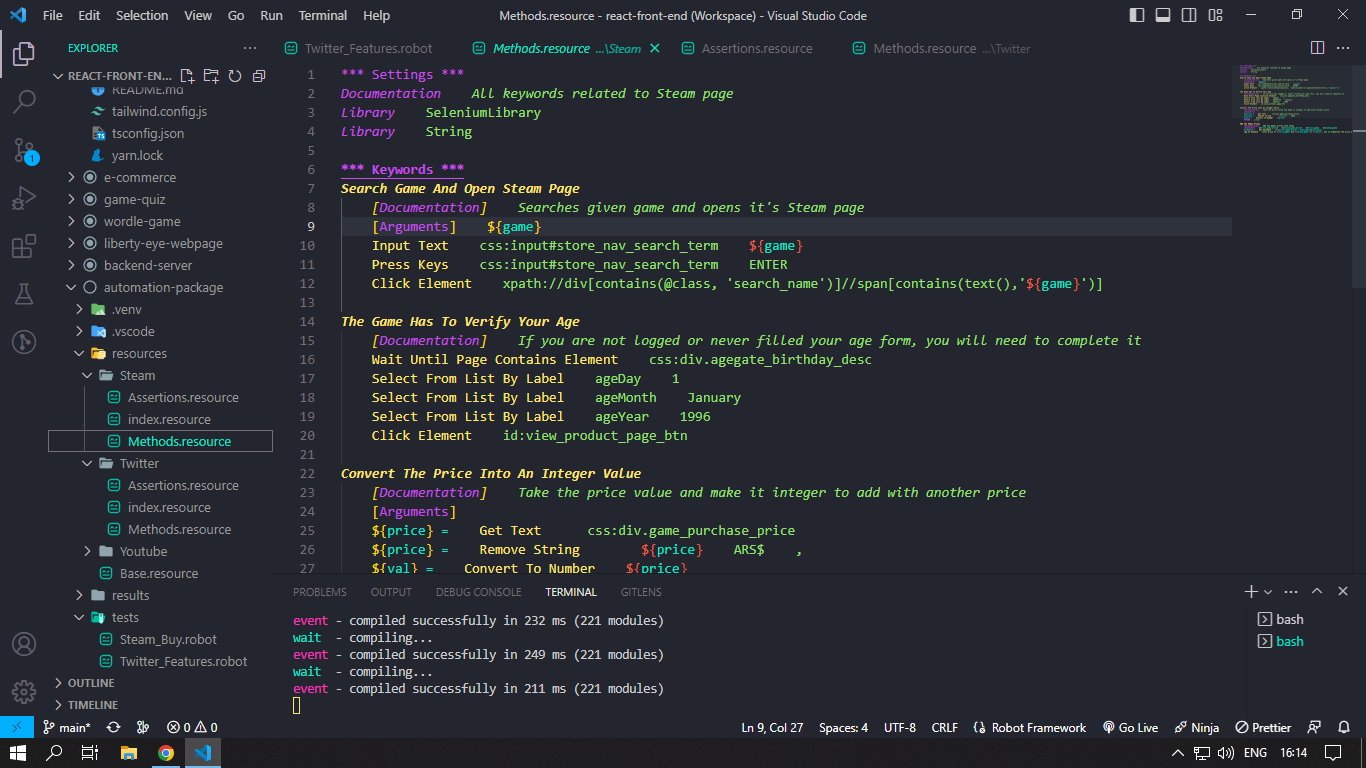 File Edit Selection View Go Run Terminal Help
Methods.resource - react-front-end (Workspace) - Visual Studio Code
EXPLORER
REACT-FRONT-EN...
README.md
tailwind.config.js
tsconfig.json
yarn.lock
e-commerce
game-quiz
wordle-game
liberty-eye-webpage
backend-server
automation-package
.venv
.vscode
resources
Steam
Assertions.resource
index.resource
Methods.resource
Twitter
Assertions.resource
index.resource
Methods.resource
Youtube
Base.resource
results
tests
Steam_Buy.robot
Twitter_Features.robot
OUTLINE
TIMELINE
1
Twitter_Features.robot Methods.resource ...\Steam Assertions.resource Methods.resource ...\Twitter
1 *** Settings ***
2 Documentation    All keywords related to Steam page
3 Library    SeleniumLibrary
4 Library    String
5
6 *** Keywords ***
7 Search Game And Open Steam Page
8     [Documentation]    Searches given game and opens it's Steam page
9     [Arguments]    ${game}
10     Input Text    css:input#store_nav_search_term    ${game}
11     Press Keys    css:input#store_nav_search_term    ENTER
12     Click Element    xpath://div[contains(@class, 'search_name')]//span[contains(text(),'${game}')]
13
14 The Game Has To Verify Your Age
15     [Documentation]    If you are not logged or never filled your age form, you will need to complete it
16     Wait Until Page Contains Element    css:div.agegate_birthday_desc
17     Select From List By Label    ageDay    1
18     Select From List By Label    ageMonth    January
19     Select From List By Label    ageYear    1996
20     Click Element    id:view_product_page_btn
21
22 Convert The Price Into An Integer Value
23     [Documentation]    Take the price value and make it integer to add with another price
24     [Arguments]
25     ${price} =    Get Text      css:div.game_purchase_price
26     ${price} =    Remove String        ${price}    ARS$    ,
27     ${val} =    Convert To Number    ${price}
PROBLEMS OUTPUT DEBUG CONSOLE TERMINAL GITLENS
event - compiled successfully in 232 ms (221 modules)
wait  - compiling...
event - compiled successfully in 249 ms (221 modules)
wait  - compiling...
event - compiled successfully in 211 ms (221 modules)
bash
bash
main* 0 0 Ln 9, Col 27 Spaces: 4 UTF-8 CRLF Robot Framework Go Live Ninja Prettier
ENG 16:14